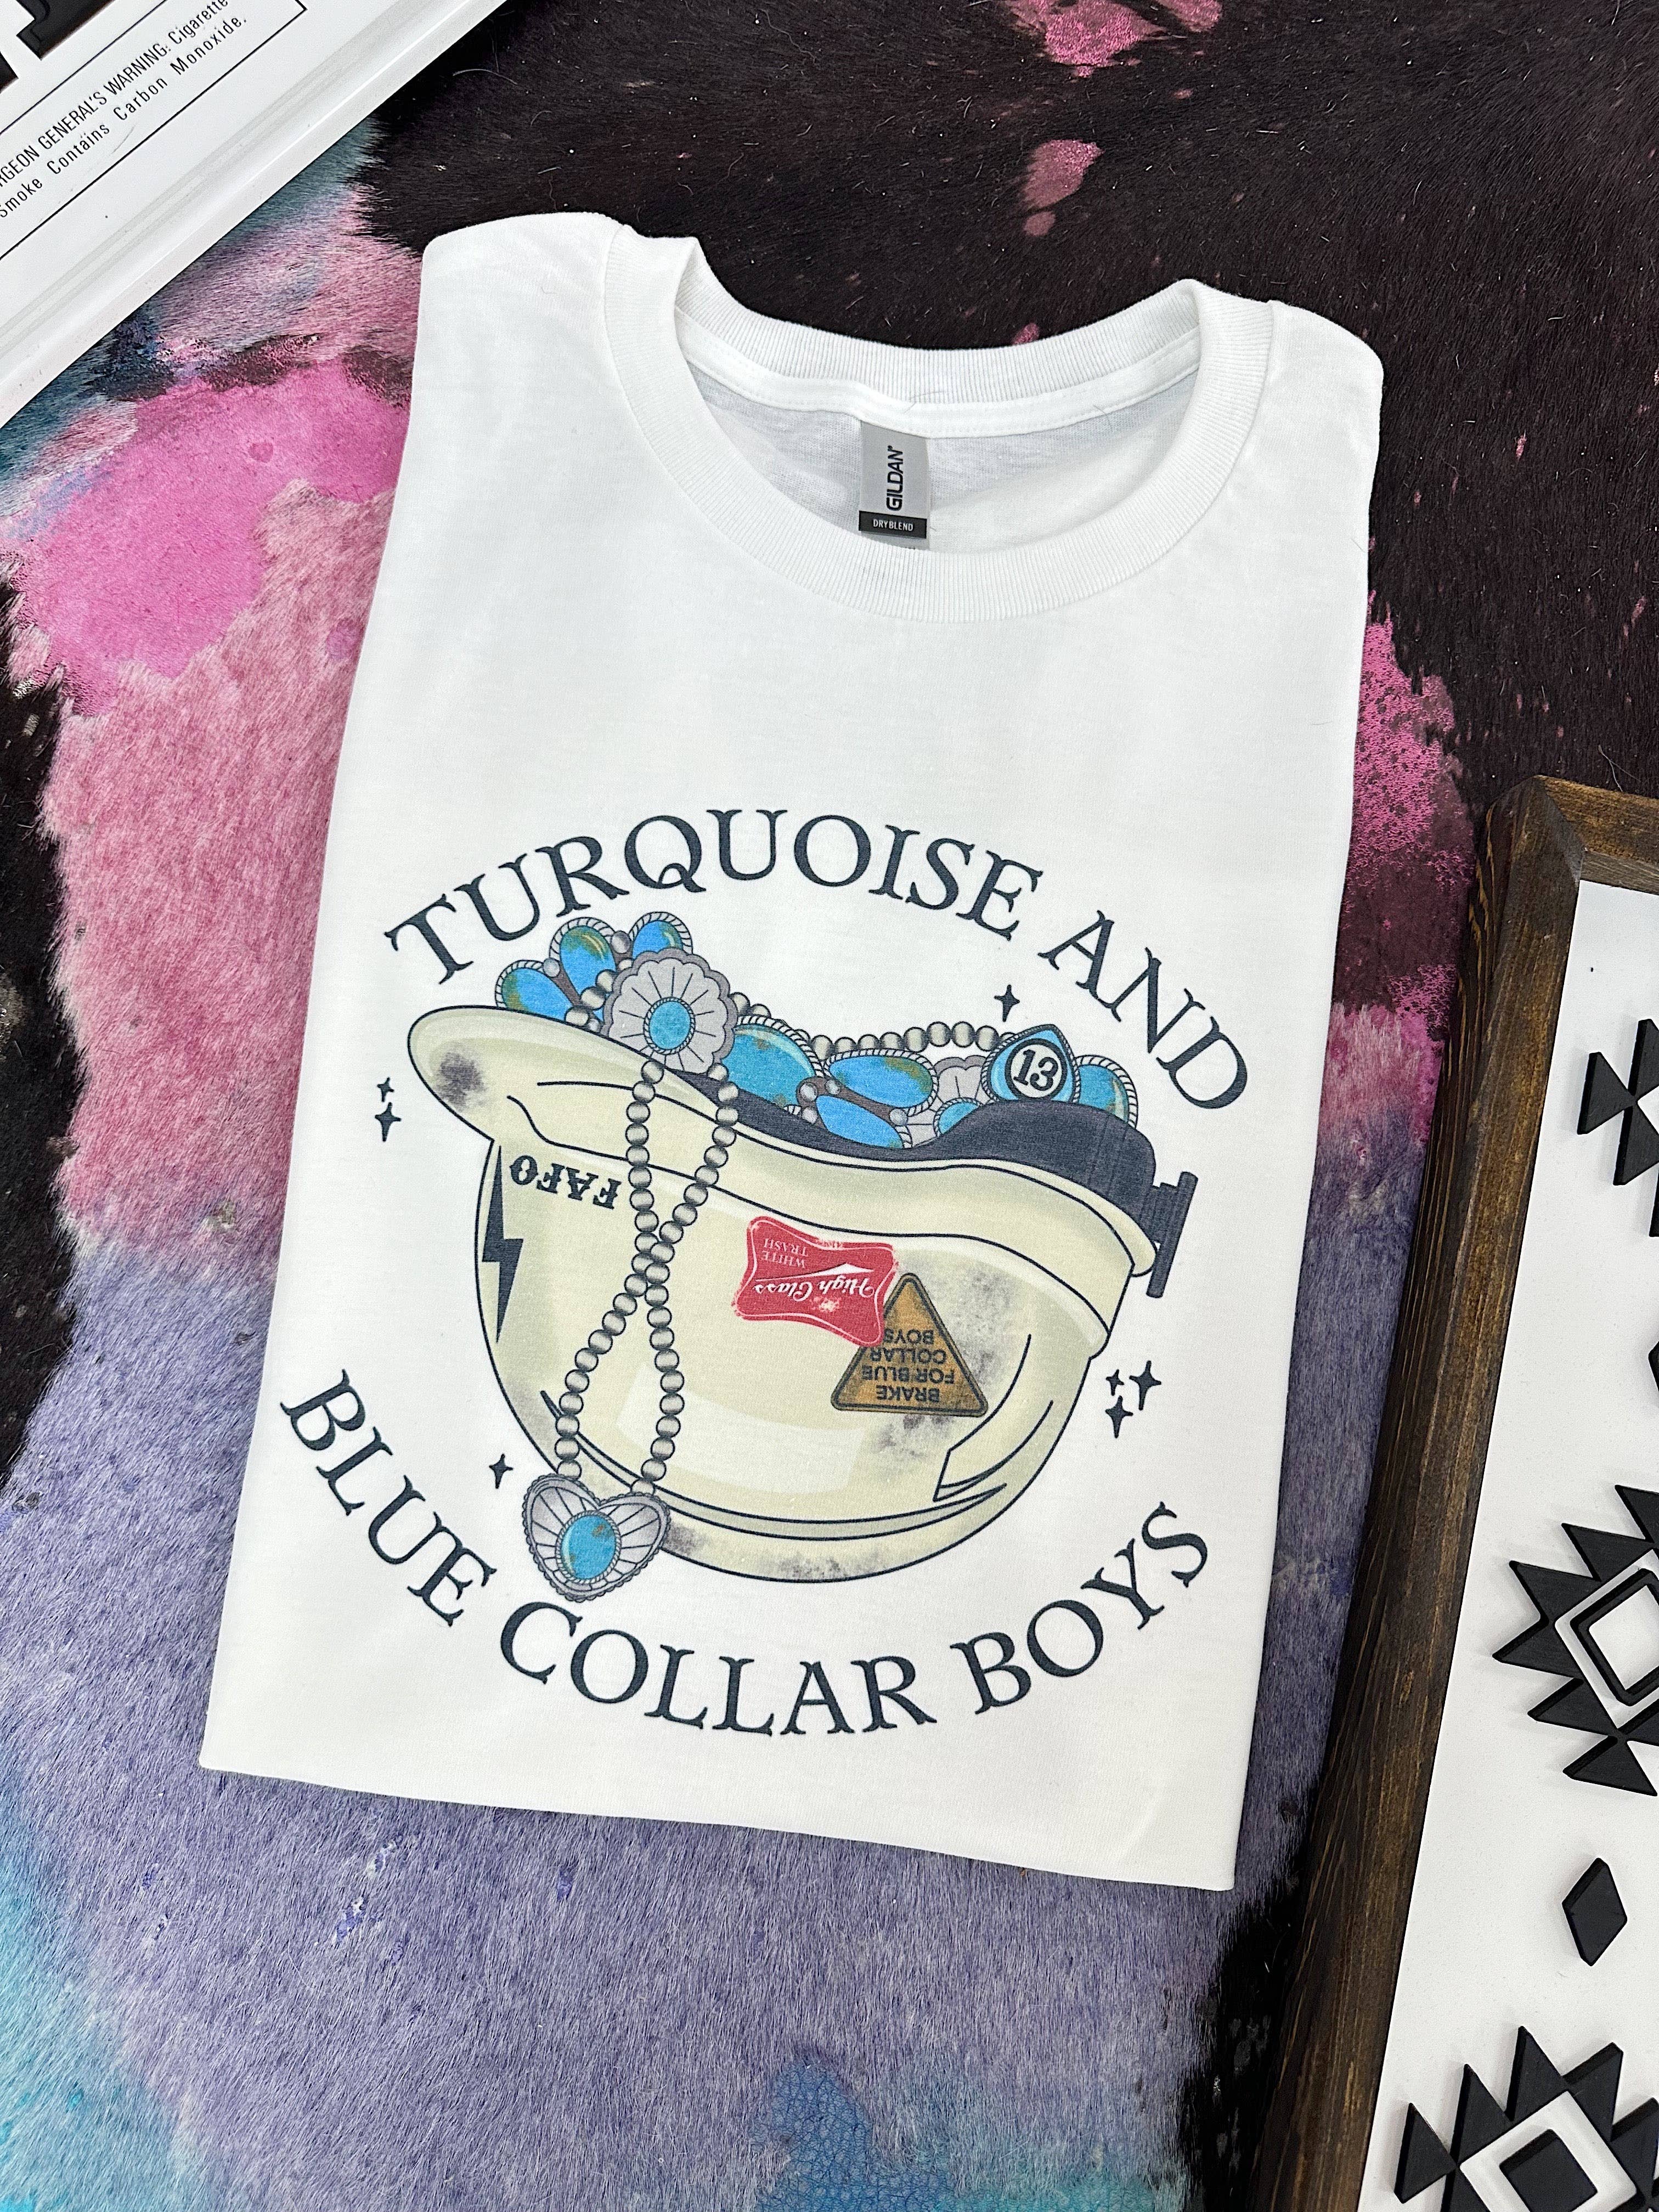 RGEON GENERAL'S WARNING: Cigarette
Smoke Contains Carbon Monoxide.
GILDAN
DRYBLEND
TURQUOISE AND
13
FAFO
High Class
WHITE
TRASH
BRAKE
FOR BLUE
COLLAR
BOYS
BLUE COLLAR BOYS